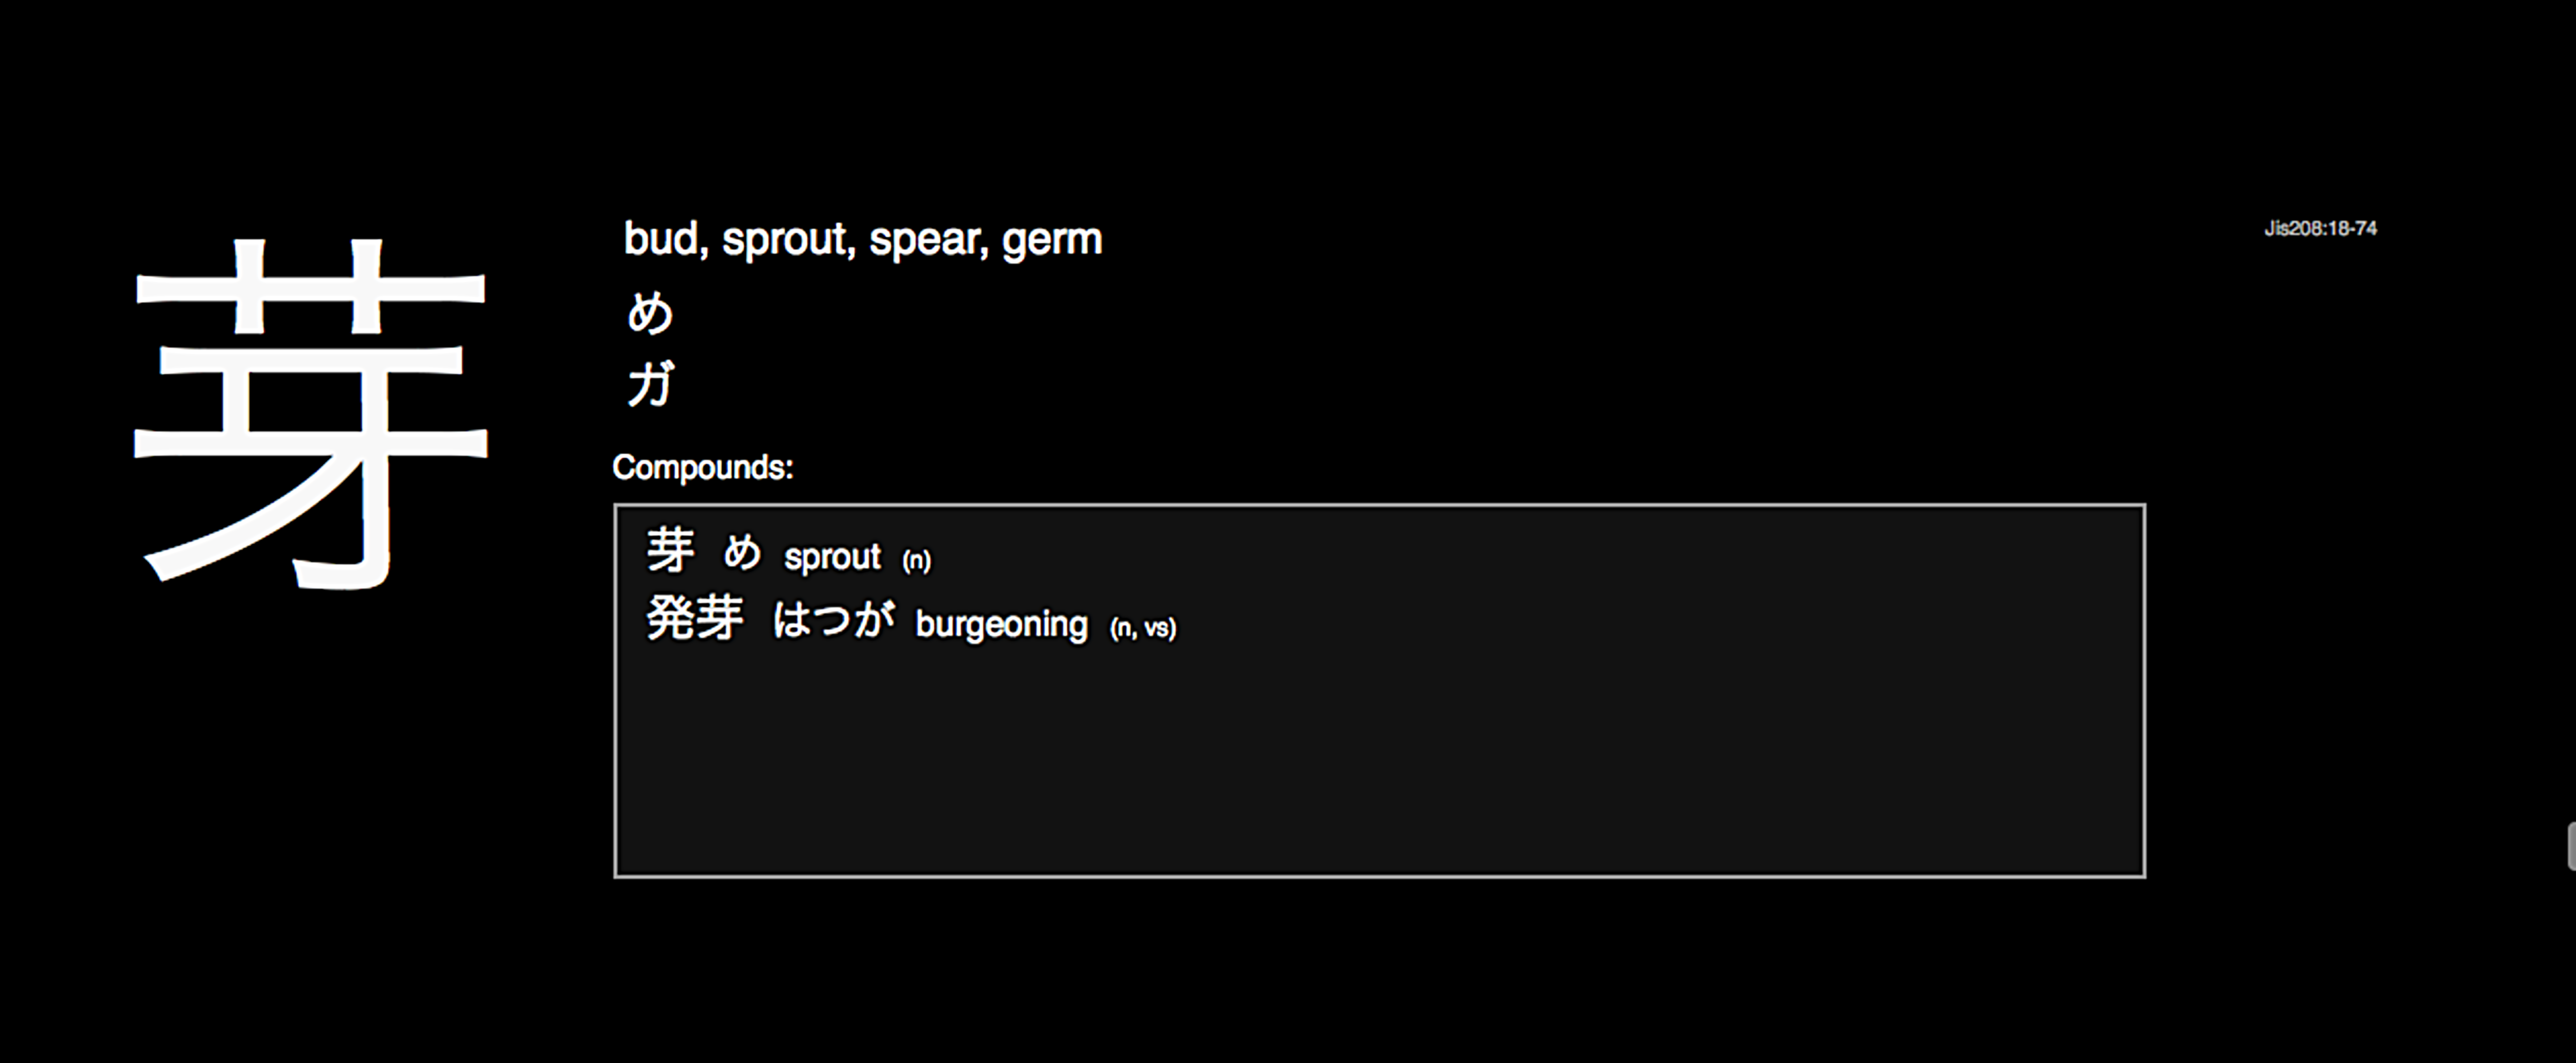 芽
bud, sprout, spear, germ
Jis208:18-74
め
ガ
Compounds:
芽 め sprout (n)
発芽 はつが burgeoning (n, vs)